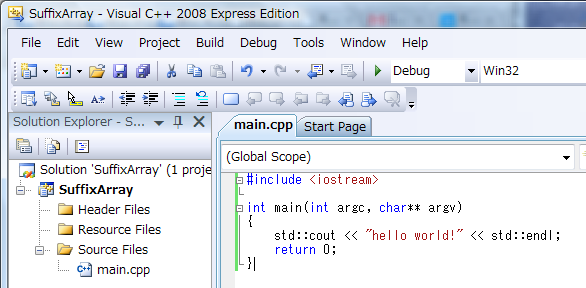 SuffixArray - Visual C++ 2008 Express Edition
File Edit View Project Build Debug Tools Window Help
Debug Win32
Solution Explorer - S...
main.cpp Start Page
(Global Scope)
Solution 'SuffixArray' (1 proje
SuffixArray
Header Files
Resource Files
Source Files
main.cpp
#include <iostream>
int main(int argc, char** argv)
{
std::cout << "hello world!" << std::endl;
return 0;
}